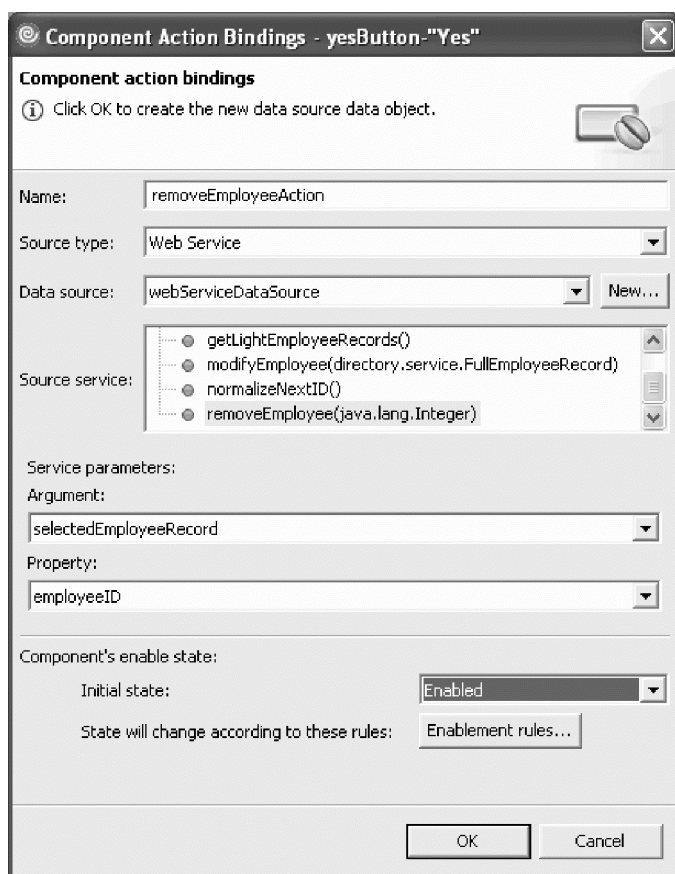 Component Action Bindings - yesButton-"Yes"
Component action bindings
Click OK to create the new data source data object.
Name: removeEmployeeAction
Source type: Web Service
Data source: webServiceDataSource New...
getLightEmployeeRecords()
modifyEmployee(directory.service.FullEmployeeRecord)
Source service:
normalizeNextID()
removeEmployee(java.lang.Integer)
Service parameters:
Argument:
selectedEmployeeRecord
Property:
employeeID
Component's enable state:
Initial state: Enabled
State will change according to these rules: Enablement rules...
OK Cancel